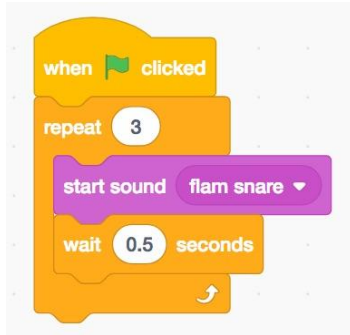 when clicked
repeat 3
start sound flam snare
wait 0.5 seconds